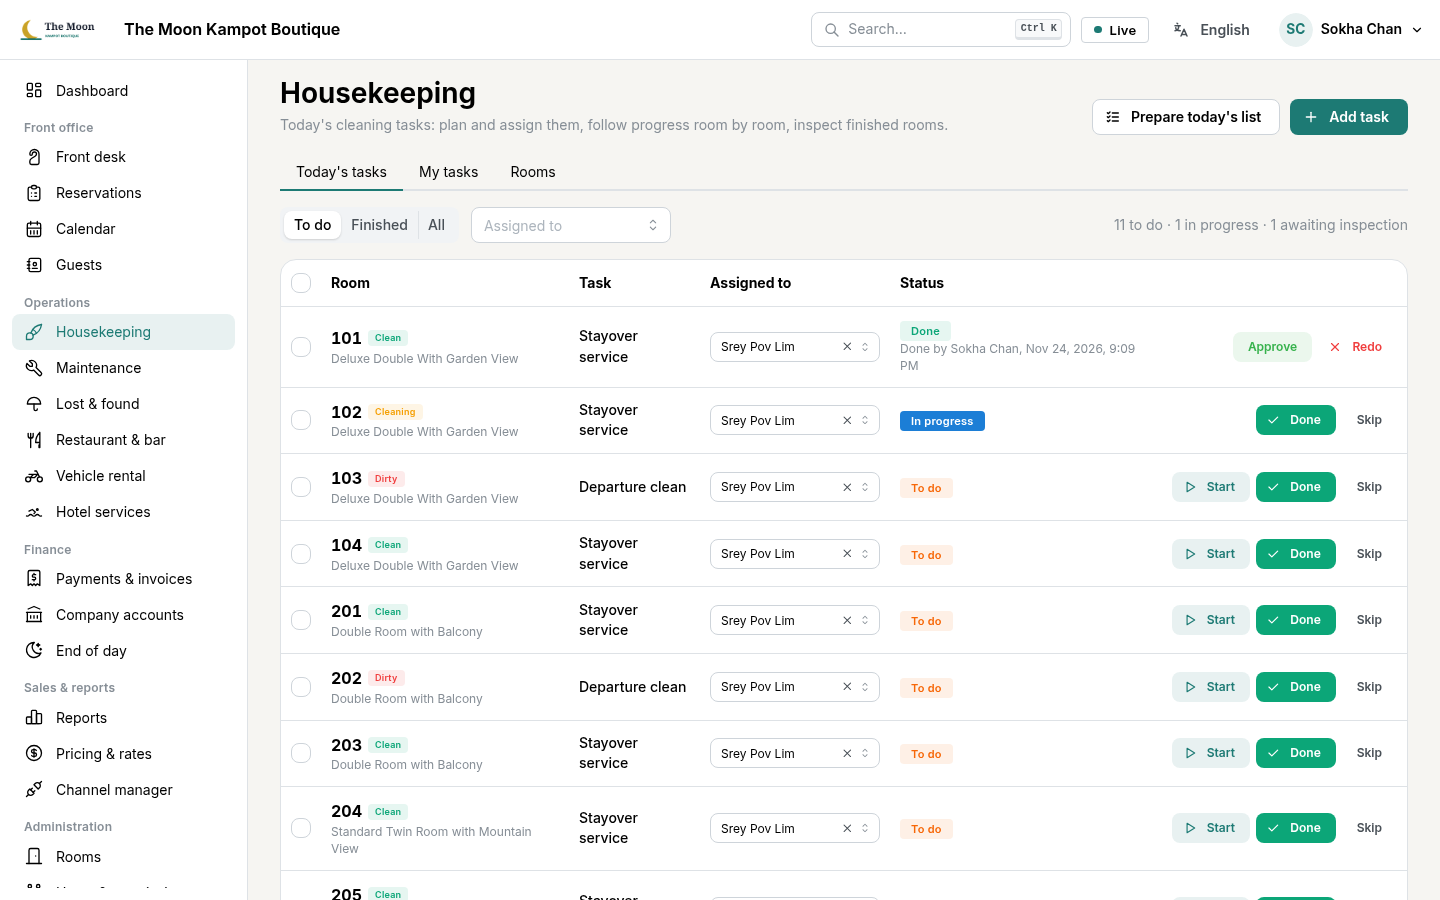 The Moon
KAMPOT BOUTIQUE
The Moon Kampot Boutique
Search...
Ctrl K
Live
English
SC
Sokha Chan
Dashboard
Front office
Front desk
Reservations
Calendar
Guests
Operations
Housekeeping
Maintenance
Lost & found
Restaurant & bar
Vehicle rental
Hotel services
Finance
Payments & invoices
Company accounts
End of day
Sales & reports
Reports
Pricing & rates
Channel manager
Administration
Rooms
Housekeeping
Today's cleaning tasks: plan and assign them, follow progress room by room, inspect finished rooms.
Prepare today's list
Add task
Today's tasks
My tasks
Rooms
To do
Finished
All
Assigned to
11 to do · 1 in progress · 1 awaiting inspection
Room
Task
Assigned to
Status
101 Clean
Deluxe Double With Garden View
Stayover
service
Srey Pov Lim
Done
Done by Sokha Chan, Nov 24, 2026, 9:09
PM
Approve
Redo
102 Cleaning
Deluxe Double With Garden View
Stayover
service
Srey Pov Lim
In progress
Done
Skip
103 Dirty
Deluxe Double With Garden View
Departure clean
Srey Pov Lim
To do
Start
Done
Skip
104 Clean
Deluxe Double With Garden View
Stayover
service
Srey Pov Lim
To do
Start
Done
Skip
201 Clean
Double Room with Balcony
Stayover
service
Srey Pov Lim
To do
Start
Done
Skip
202 Dirty
Double Room with Balcony
Departure clean
Srey Pov Lim
To do
Start
Done
Skip
203 Clean
Double Room with Balcony
Stayover
service
Srey Pov Lim
To do
Start
Done
Skip
204 Clean
Standard Twin Room with Mountain
View
Stayover
service
Srey Pov Lim
To do
Start
Done
Skip
205 Clean
Stayover